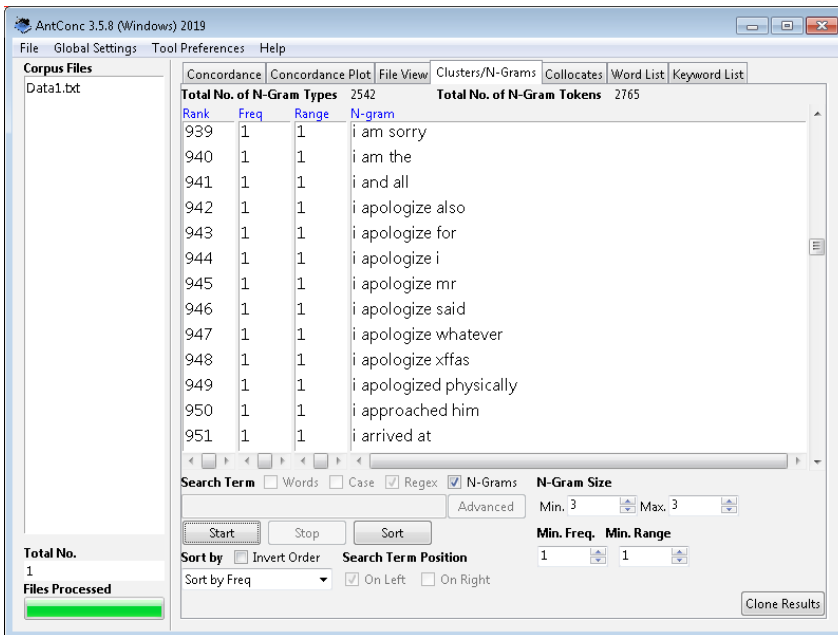 AntConc 3.5.8 (Windows) 2019
File Global Settings Tool Preferences Help
Corpus Files
Data1.txt
Concordance Concordance Plot File View Clusters/N-Grams Collocates Word List Keyword List
Total No. of N-Gram Types 2542 Total No. of N-Gram Tokens 2765
Rank Freq Range N-gram
939 1 1 i am sorry
940 1 1 i am the
941 1 1 i and all
942 1 1 i apologize also
943 1 1 i apologize for
944 1 1 i apologize i
945 1 1 i apologize mr
946 1 1 i apologize said
947 1 1 i apologize whatever
948 1 1 i apologize xffas
949 1 1 i apologized physically
950 1 1 i approached him
951 1 1 i arrived at
Search Term Words Case Regex N-Grams N-Gram Size
Advanced Min. 3 Max. 3
Start Stop Sort Min. Freq. Min. Range
Sort by Invert Order Search Term Position 1 1
Sort by Freq On Left On Right
Total No.
1
Files Processed
Clone Results